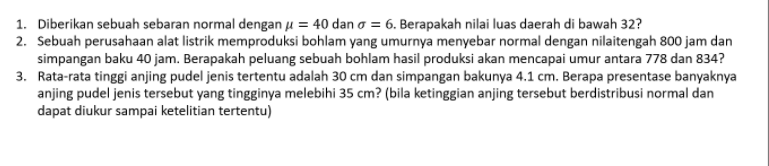 1. Diberikan sebuah sebaran normal dengan μ = 40 dan σ = 6. Berapakah nilai luas daerah di bawah 32?
2. Sebuah perusahaan alat listrik memproduksi bohlam yang umurnya menyebar normal dengan nilaitengah 800 jam dan
simpangan baku 40 jam. Berapakah peluang sebuah bohlam hasil produksi akan mencapai umur antara 778 dan 834?
3. Rata-rata tinggi anjing pudel jenis tertentu adalah 30 cm dan simpangan bakunya 4.1 cm. Berapa presentase banyaknya
anjing pudel jenis tersebut yang tingginya melebihi 35 cm? (bila ketinggian anjing tersebut berdistribusi normal dan
dapat diukur sampai ketelitian tertentu)